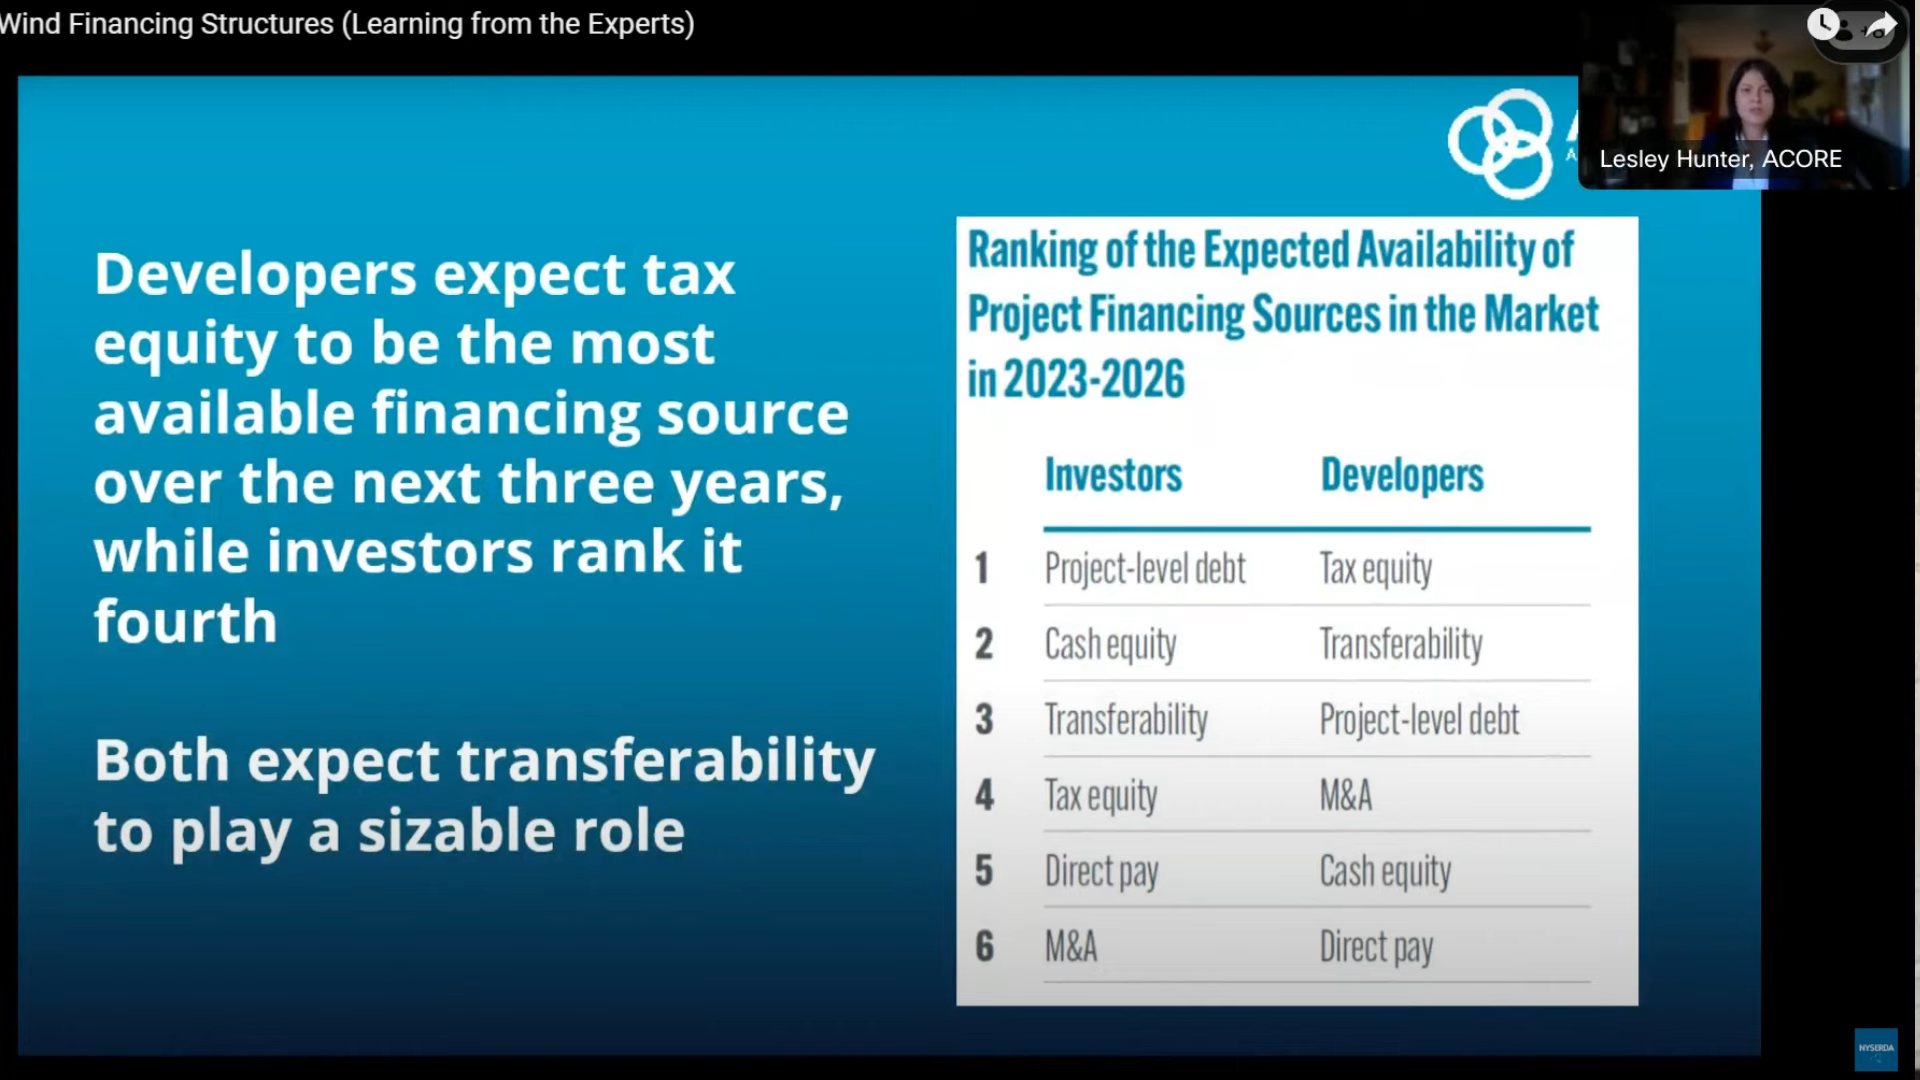 Wind Financing Structures (Learning from the Experts)
Lesley Hunter, ACORE
Developers expect tax
equity to be the most
available financing source
over the next three years,
while investors rank it
fourth
Both expect transferability
to play a sizable role
Ranking of the Expected Availability of
Project Financing Sources in the Market
in 2023-2026
Investors Developers
1 Project-level debt Tax equity
2 Cash equity Transferability
3 Transferability Project-level debt
4 Tax equity M&A
5 Direct pay Cash equity
6 M&A Direct pay
NYSERDA